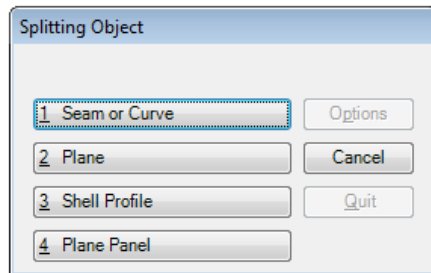 Splitting Object
1 Seam or Curve
Options
2 Plane
Cancel
3 Shell Profile
Quit
4 Plane Panel